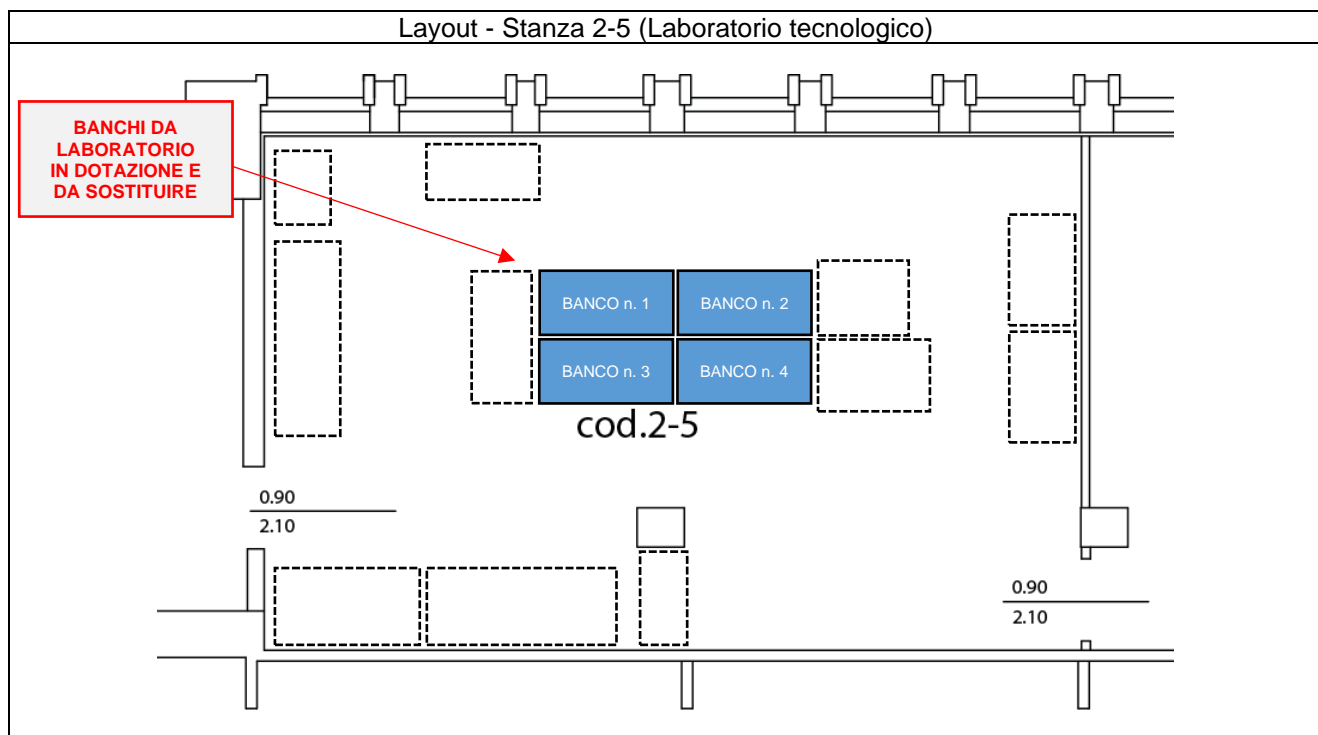 Layout - Stanza 2-5 (Laboratorio tecnologico)
BANCHI DA
LABORATORIO
IN DOTAZIONE E
DA SOSTITUIRE
BANCO n. 1
BANCO n. 2
BANCO n. 3
BANCO n. 4
cod.2-5
0.90
2.10
0.90
2.10